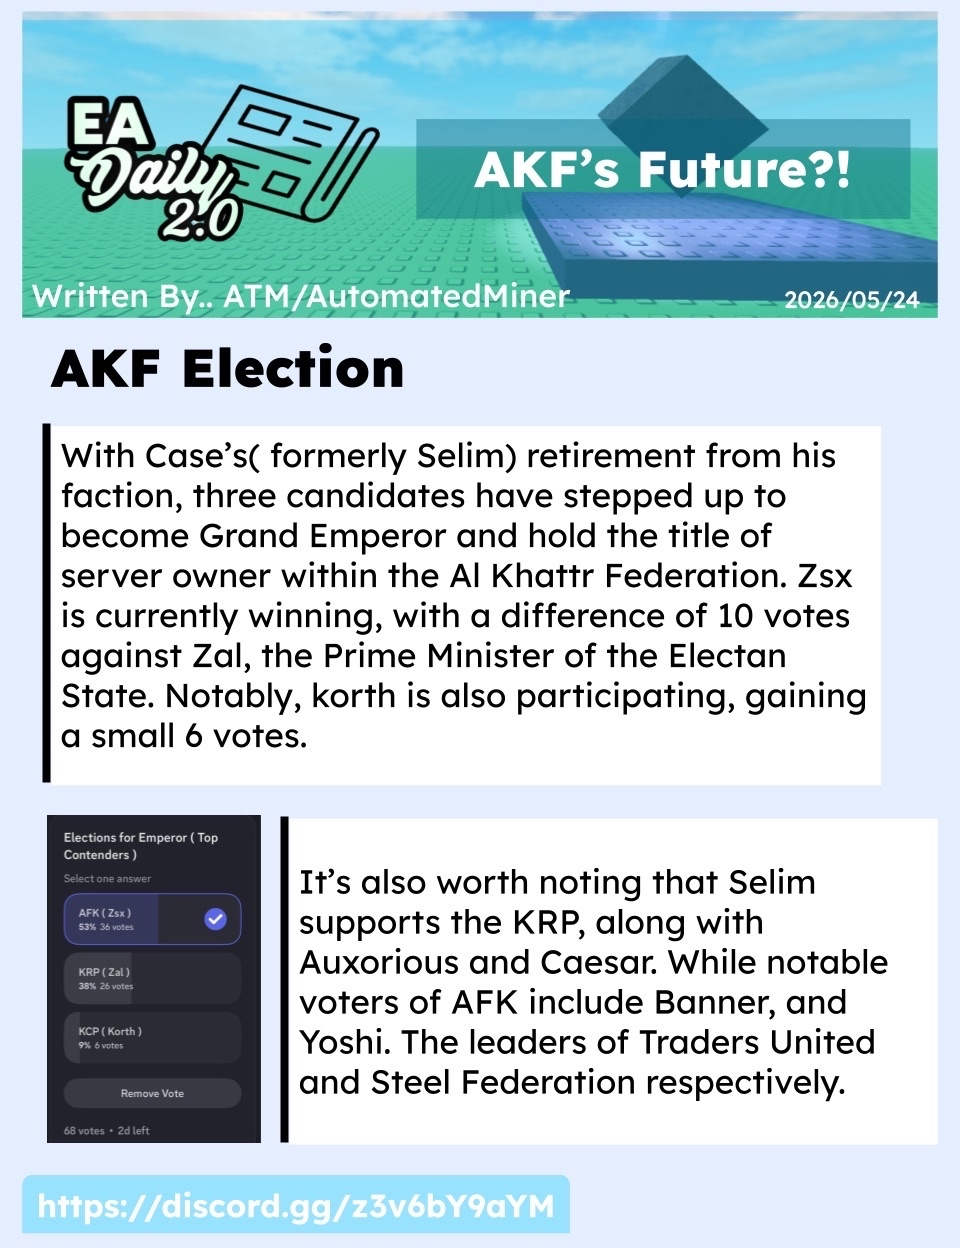 EA
Daily
2.0
AKF’s Future?!
Written By.. ATM/AutomatedMiner
2026/05/24
AKF Election
With Case’s( formerly Selim) retirement from his
faction, three candidates have stepped up to
become Grand Emperor and hold the title of
server owner within the Al Khattr Federation. Zsx
is currently winning, with a difference of 10 votes
against Zal, the Prime Minister of the Electan
State. Notably, korth is also participating, gaining
a small 6 votes.
Elections for Emperor ( Top
Contenders )
Select one answer
AFK ( Zsx )
53% 36 votes
KRP ( Zal )
38% 26 votes
KCP ( Korth )
9% 6 votes
Remove Vote
68 votes • 2d left
It’s also worth noting that Selim
supports the KRP, along with
Auxorious and Caesar. While notable
voters of AFK include Banner, and
Yoshi. The leaders of Traders United
and Steel Federation respectively.
https://discord.gg/z3v6bY9aYM